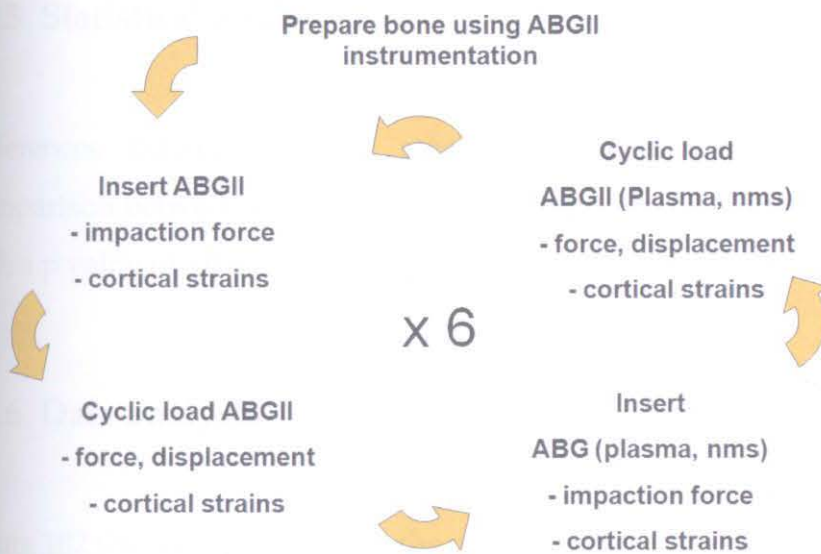 Prepare bone using ABGII
instrumentation
Insert ABGII
- impaction force
- cortical strains
Cyclic load ABGII
- force, displacement
- cortical strains
Insert
ABG (plasma, nms)
- impaction force
- cortical strains
Cyclic load
ABGII (Plasma, nms)
- force, displacement
- cortical strains
x 6